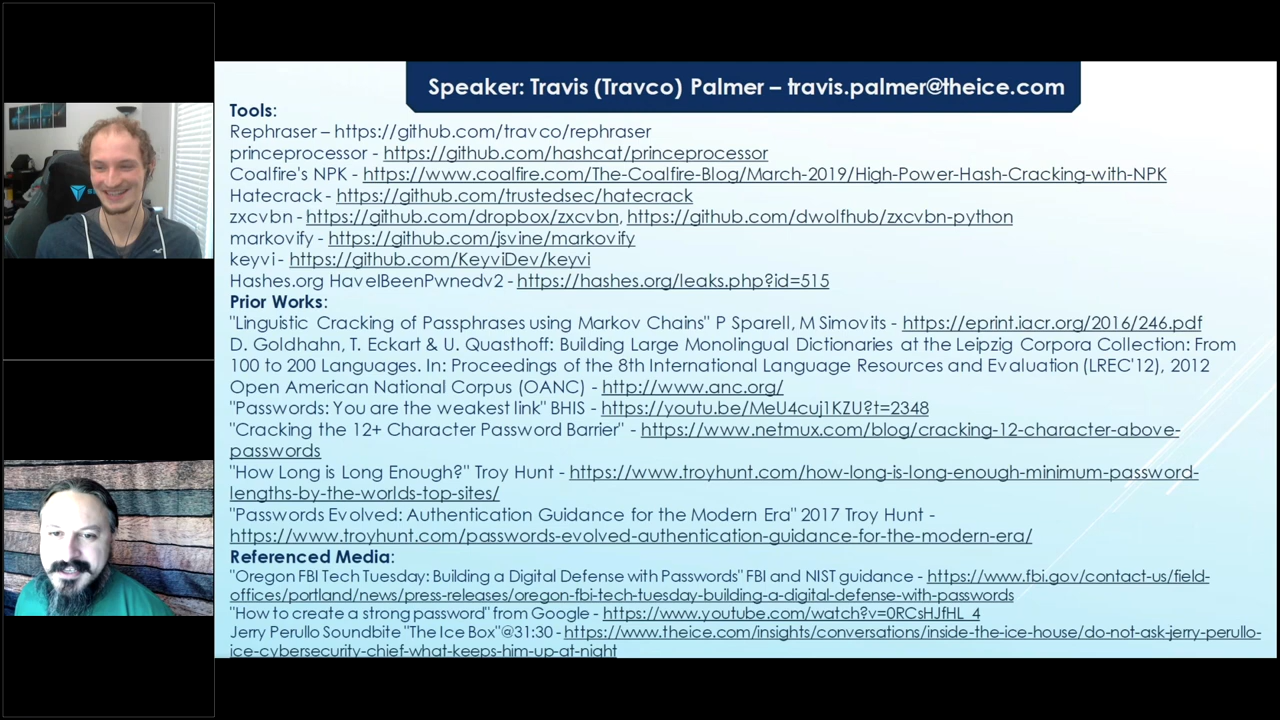 Speaker: Travis (Travco) Palmer – travis.palmer@theice.com
Tools:
Rephraser – https://github.com/travco/rephraser
princeprocessor - https://github.com/hashcat/princeprocessor
Coalfire's NPK - https://www.coalfire.com/The-Coalfire-Blog/March-2019/High-Power-Hash-Cracking-with-NPK
Hatecrack - https://github.com/trustedsec/hatecrack
zxcvbn - https://github.com/dropbox/zxcvbn, https://github.com/dwolfhub/zxcvbn-python
markovify - https://github.com/jsvine/markovify
keyvi - https://github.com/KeyviDev/keyvi
Hashes.org HaveIBeenPwnedv2 - https://hashes.org/leaks.php?id=515
Prior Works:
"Linguistic Cracking of Passphrases using Markov Chains" P Sparell, M Simovits - https://eprint.iacr.org/2016/246.pdf
D. Goldhahn, T. Eckart & U. Quasthoff: Building Large Monolingual Dictionaries at the Leipzig Corpora Collection: From
100 to 200 Languages. In: Proceedings of the 8th International Language Resources and Evaluation (LREC'12), 2012
Open American National Corpus (OANC) - http://www.anc.org/
"Passwords: You are the weakest link" BHIS - https://youtu.be/MeU4cuj1KZU?t=2348
"Cracking the 12+ Character Password Barrier" - https://www.netmux.com/blog/cracking-12-character-above-
passwords
"How Long is Long Enough?" Troy Hunt - https://www.troyhunt.com/how-long-is-long-enough-minimum-password-
lengths-by-the-worlds-top-sites/
"Passwords Evolved: Authentication Guidance for the Modern Era" 2017 Troy Hunt -
https://www.troyhunt.com/passwords-evolved-authentication-guidance-for-the-modern-era/
Referenced Media:
"Oregon FBI Tech Tuesday: Building a Digital Defense with Passwords" FBI and NIST guidance - https://www.fbi.gov/contact-us/field-
offices/portland/news/press-releases/oregon-fbi-tech-tuesday-building-a-digital-defense-with-passwords
"How to create a strong password" from Google - https://www.youtube.com/watch?v=0RCsHJfHL_4
Jerry Perullo Soundbite "The Ice Box"@31:30 - https://www.theice.com/insights/conversations/inside-the-ice-house/do-not-ask-jerry-perullo-
ice-cybersecurity-chief-what-keeps-him-up-at-night